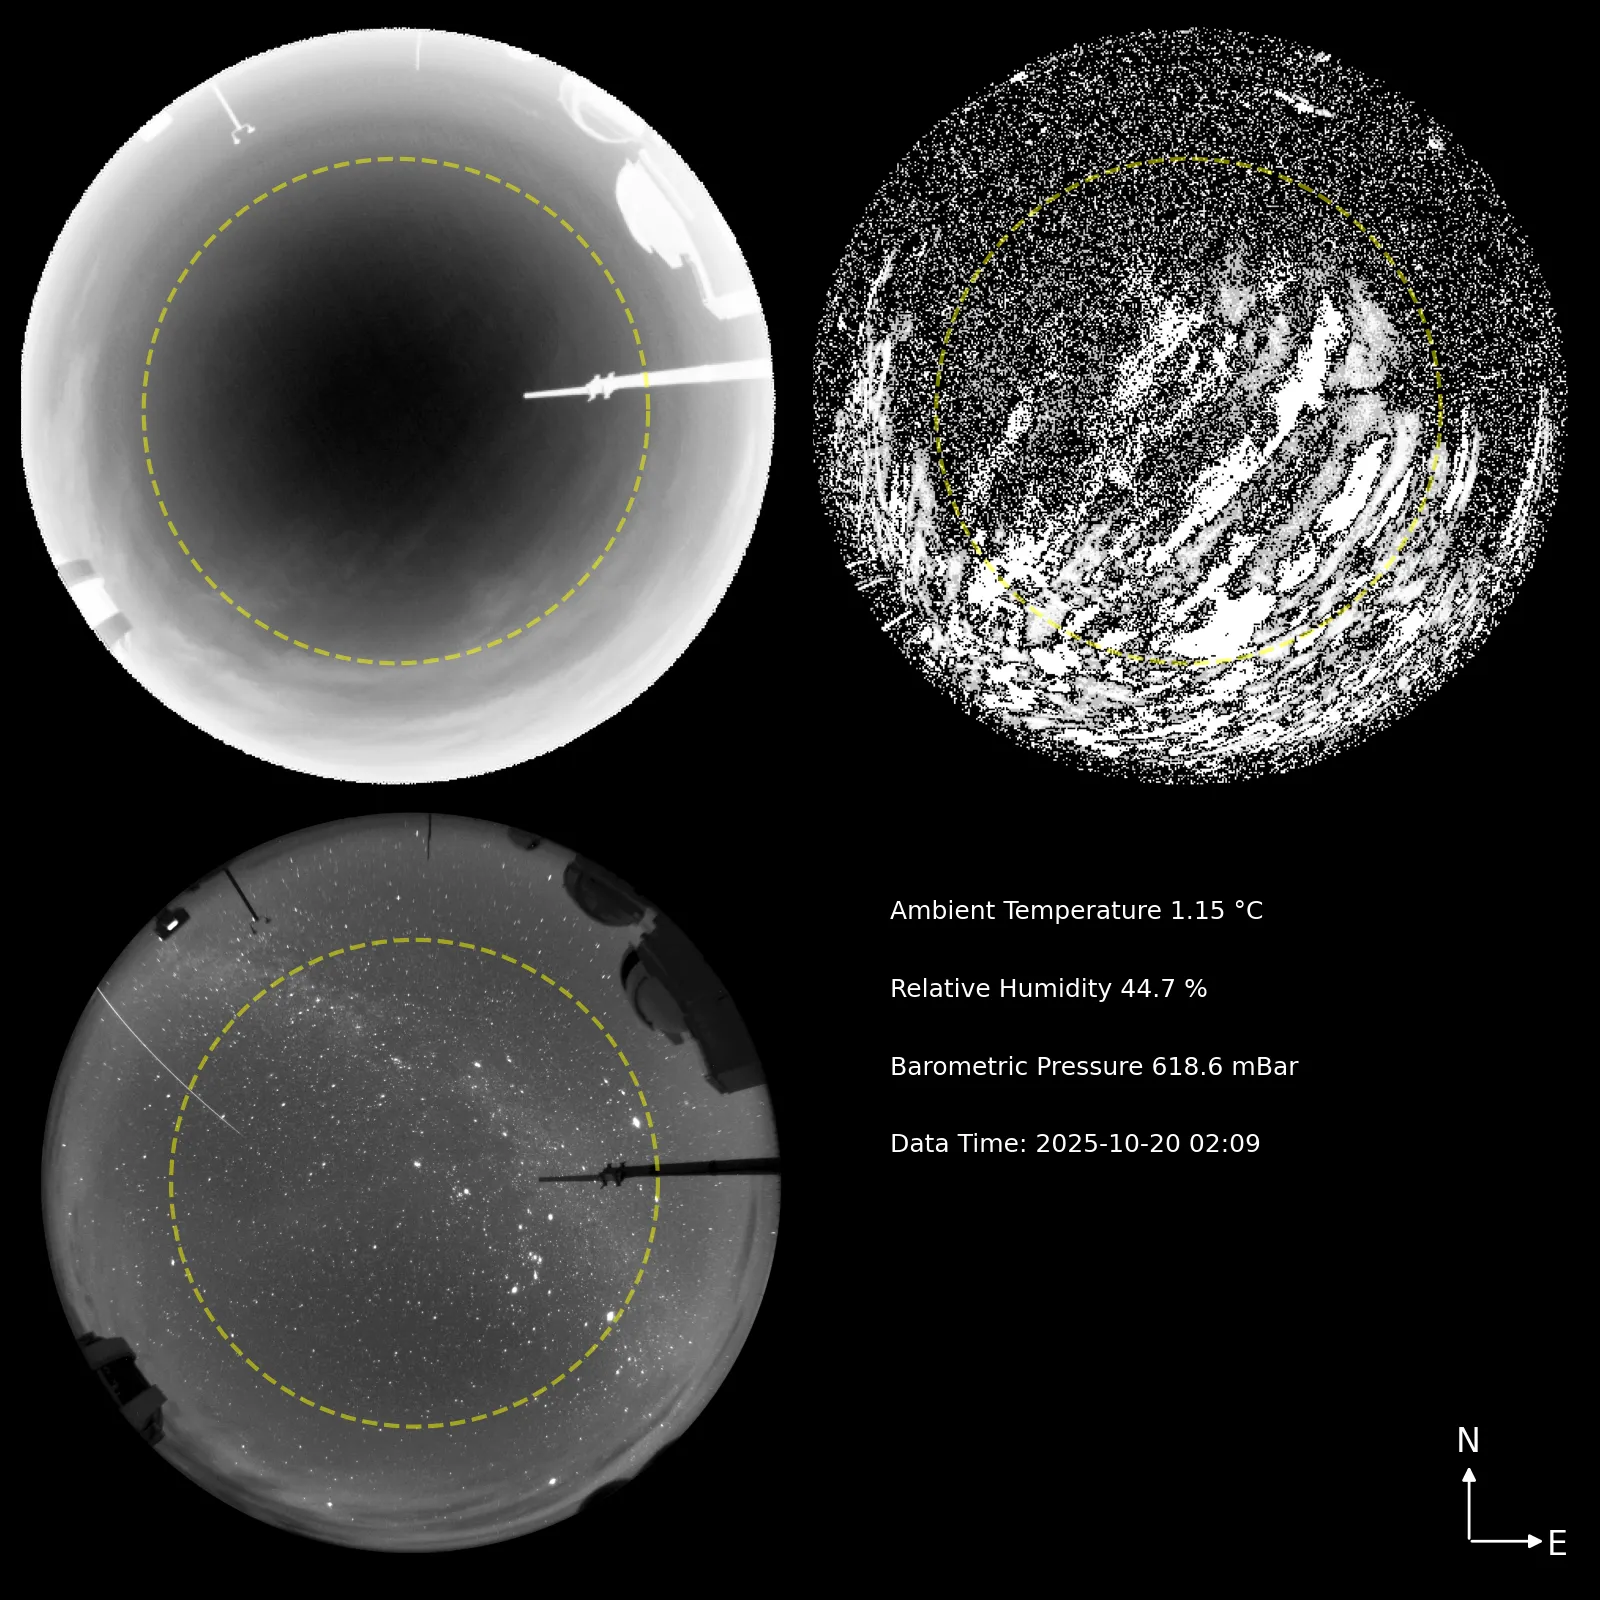 Ambient Temperature 1.15 °C
Relative Humidity 44.7 %
Barometric Pressure 618.6 mBar
Data Time: 2025-10-20 02:09
N
E